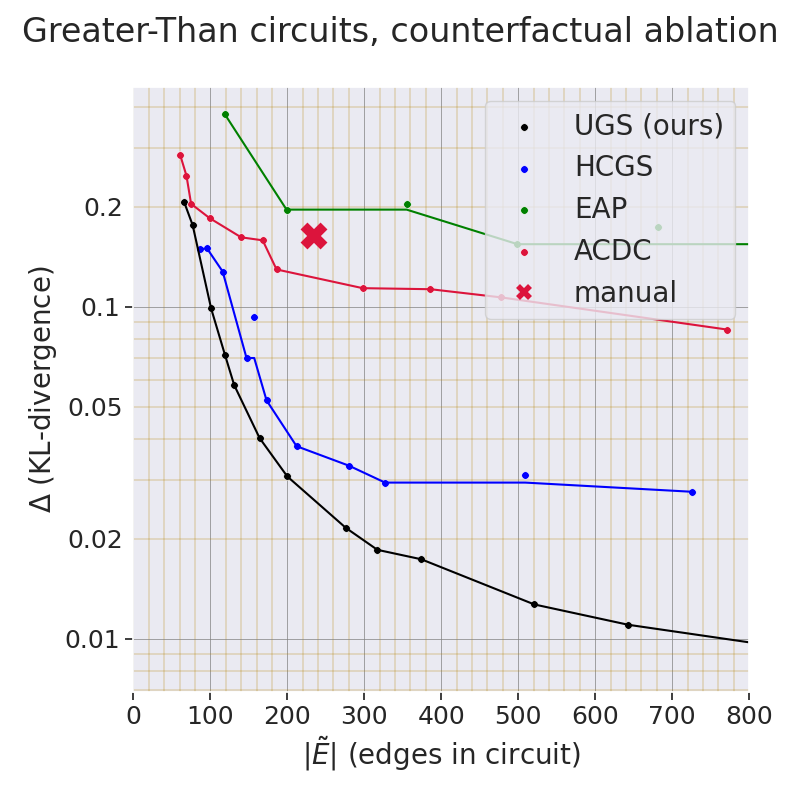 Greater-Than circuits, counterfactual ablation
UGS (ours)
HCGS
EAP
ACDC
manual
0.2
0.1
0.05
0.02
0.01
Δ (KL-divergence)
0 100 200 300 400 500 600 700 800
|Ẽ| (edges in circuit)